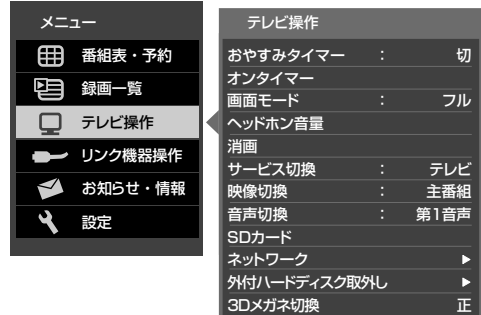 メニュー
番組表・予約
録画一覧
テレビ操作
リンク機器操作
お知らせ・情報
設定
テレビ操作
おやすみタイマー : 切
オンタイマー
画面モード : フル
ヘッドホン音量
消画
サービス切換 : テレビ
映像切換 : 主番組
音声切換 : 第1音声
SDカード
ネットワーク ▶
外付ハードディスク取外し ▶
3Dメガネ切換 正